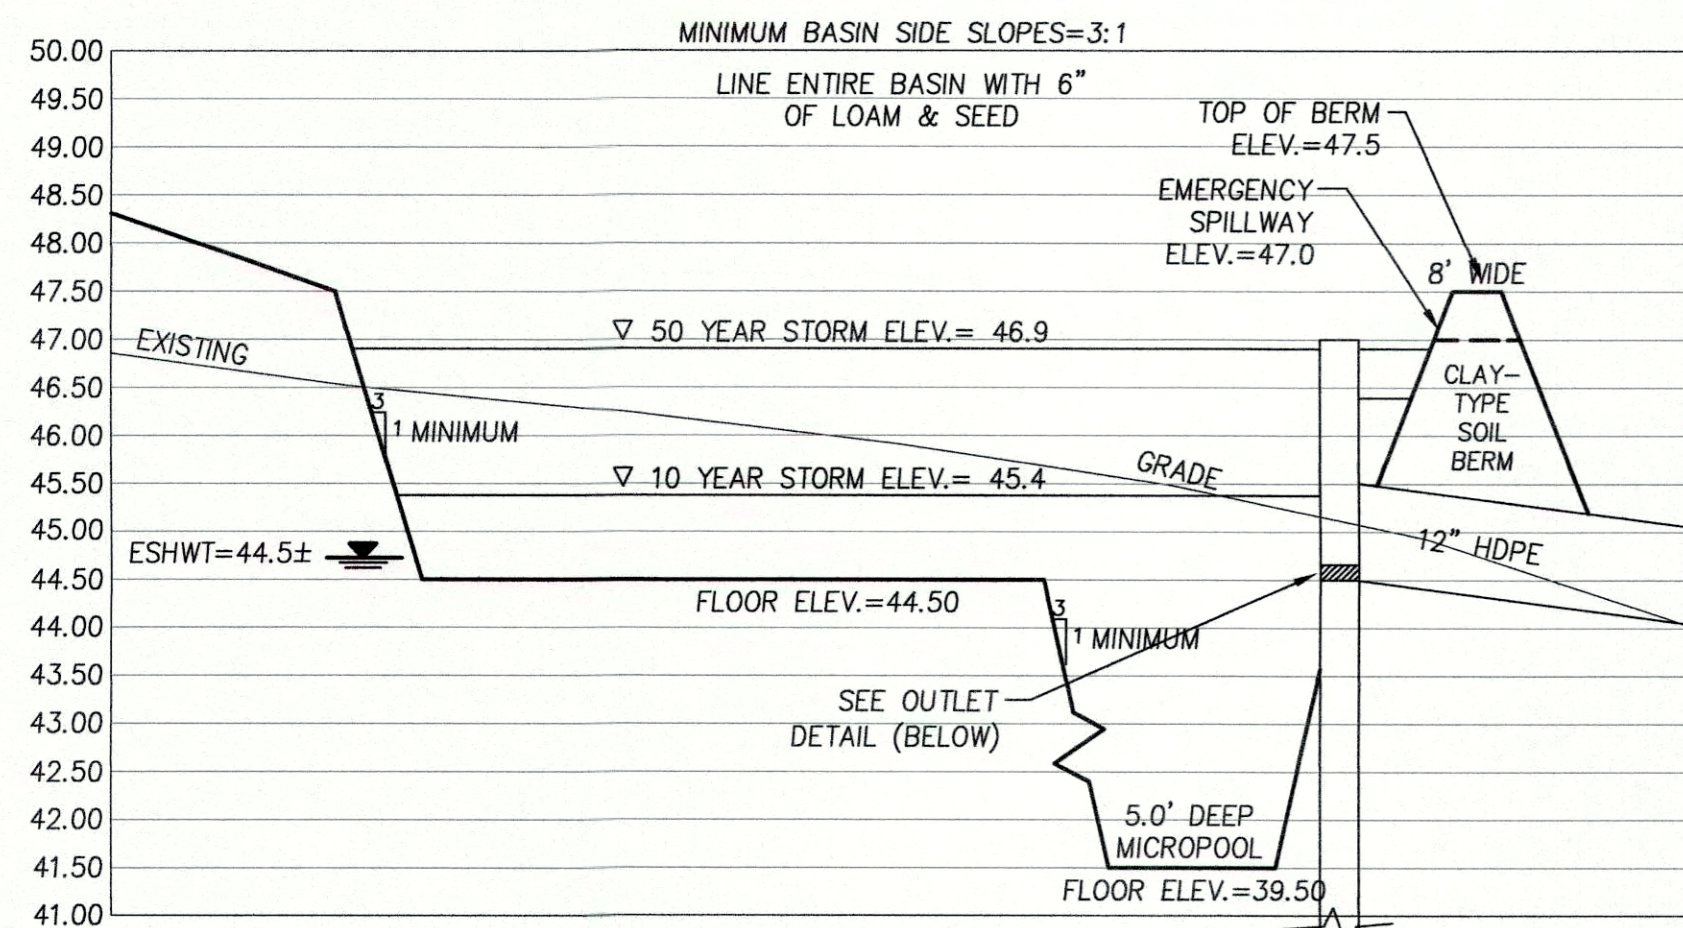 MINIMUM BASIN SIDE SLOPES=3:1
50.00
LINE ENTIRE BASIN WITH 6”
OF LOAM & SEED
49.50
TOP OF BERM
ELEV.=47.5
49.00
48.50
EMERGENCY
SPILLWAY
ELEV.=47.0
48.00
8' WIDE
47.50
47.00
50 YEAR STORM ELEV.= 46.9
EXISTING
46.50
CLAY-
TYPE
SOIL
BERM
3
1 MINIMUM
46.00
45.50
10 YEAR STORM ELEV.= 45.4
GRADE
45.00
12" HDPE
ESHWT=44.5±
44.50
FLOOR ELEV.=44.50
44.00
3
1 MINIMUM
43.50
SEE OUTLET
DETAIL (BELOW)
43.00
42.50
42.00
5.0' DEEP
MICROPOOL
41.50
FLOOR ELEV.=39.50
41.00